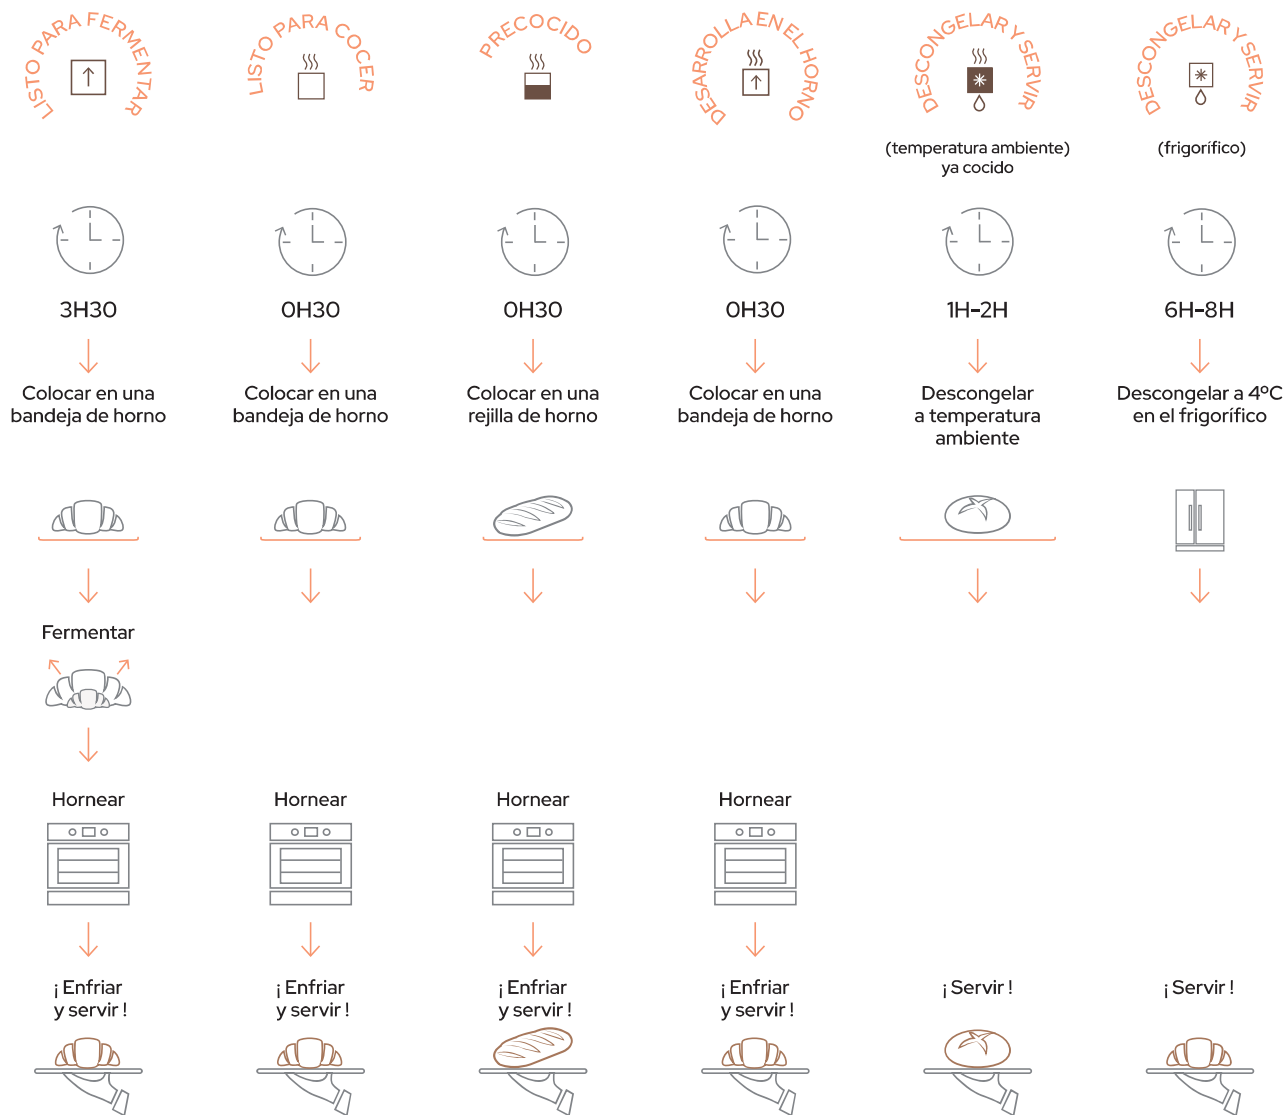 LISTO PARA FERMENTAR
LISTO PARA COCER
PRECOCIDO
DESARROLLA EN EL HORNO
DESCONGELAR Y SERVIR
DESCONGELAR Y SERVIR
(temperatura ambiente)
ya cocido
(frigorífico)
3H30
0H30
0H30
0H30
1H-2H
6H-8H
Colocar en una
bandeja de horno
Colocar en una
bandeja de horno
Colocar en una
rejilla de horno
Colocar en una
bandeja de horno
Descongelar
a temperatura
ambiente
Descongelar a 4ºC
en el frigorífico
Fermentar
Hornear
Hornear
Hornear
Hornear
¡ Enfriar
y servir !
¡ Enfriar
y servir !
¡ Enfriar
y servir !
¡ Enfriar
y servir !
¡ Servir !
¡ Servir !